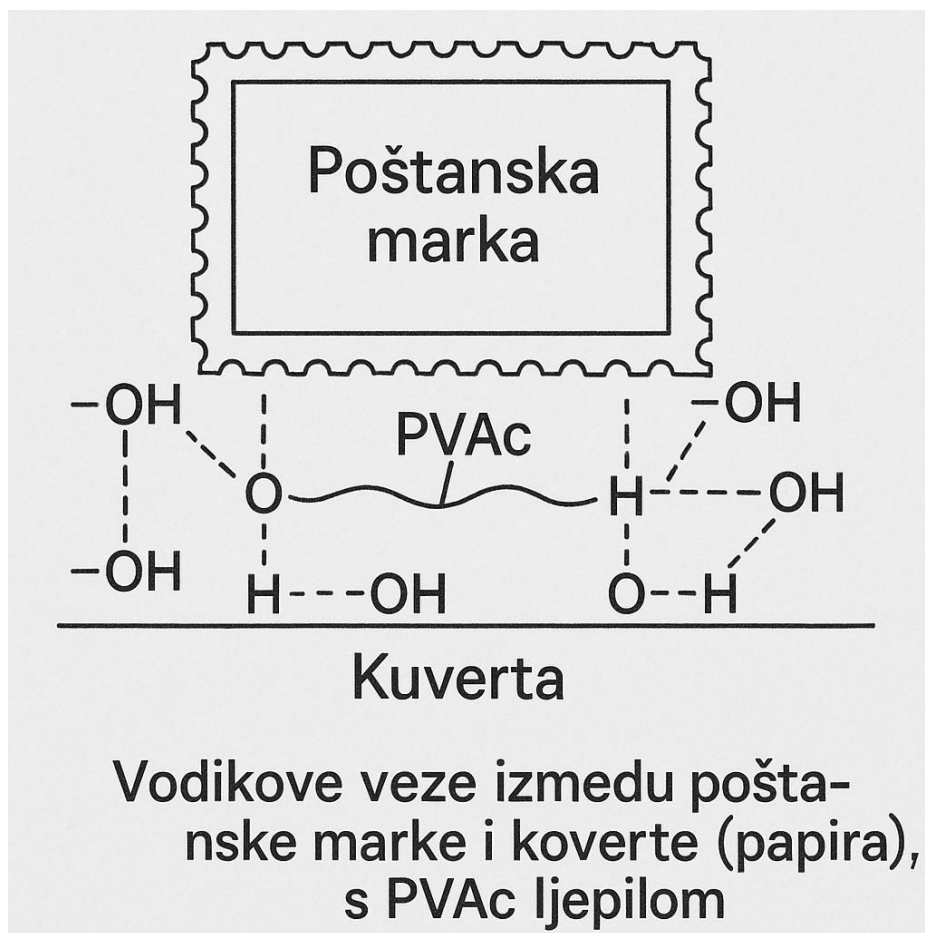 Poštanska
marka
–OH
PVAc
–OH
O
H
OH
–OH
H---OH
O--H
Kuverta
Vodikove veze izmedu pošta–
nske marke i koverte (papira),
s PVAc ljepilom